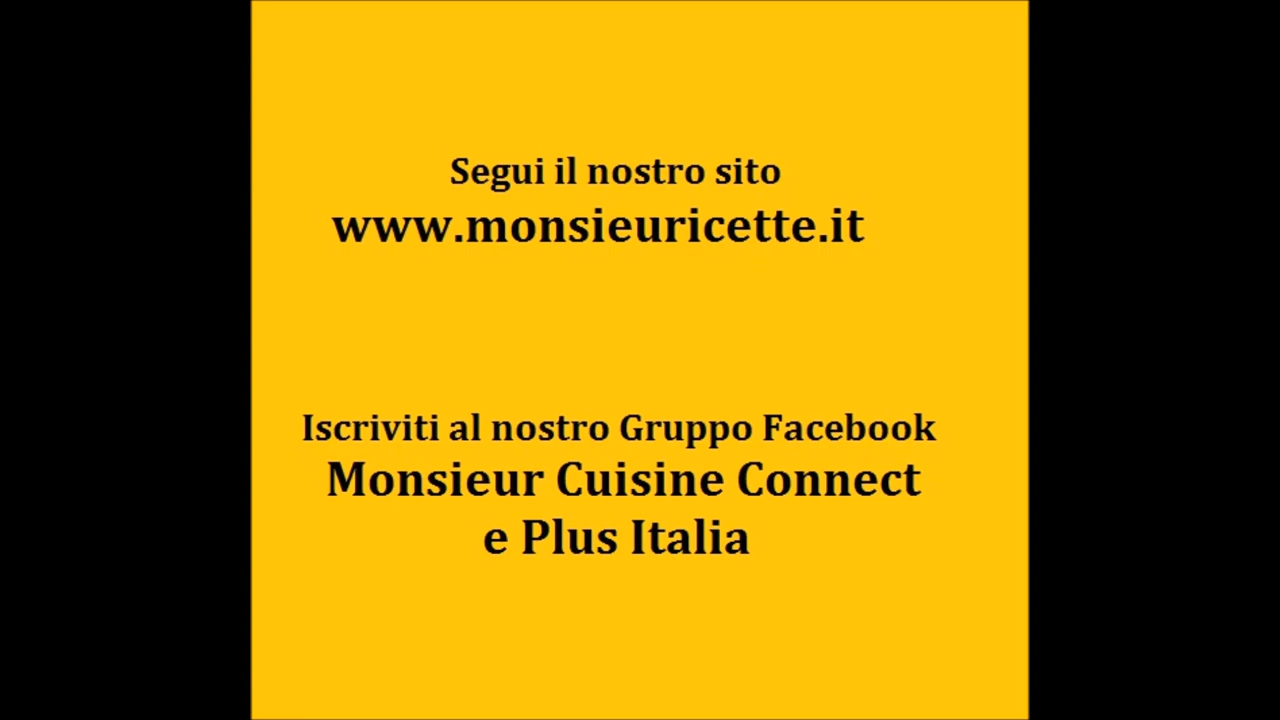 Segui il nostro sito
www.monsieuricette.it
Iscriviti al nostro Gruppo Facebook
Monsieur Cuisine Connect
e Plus Italia